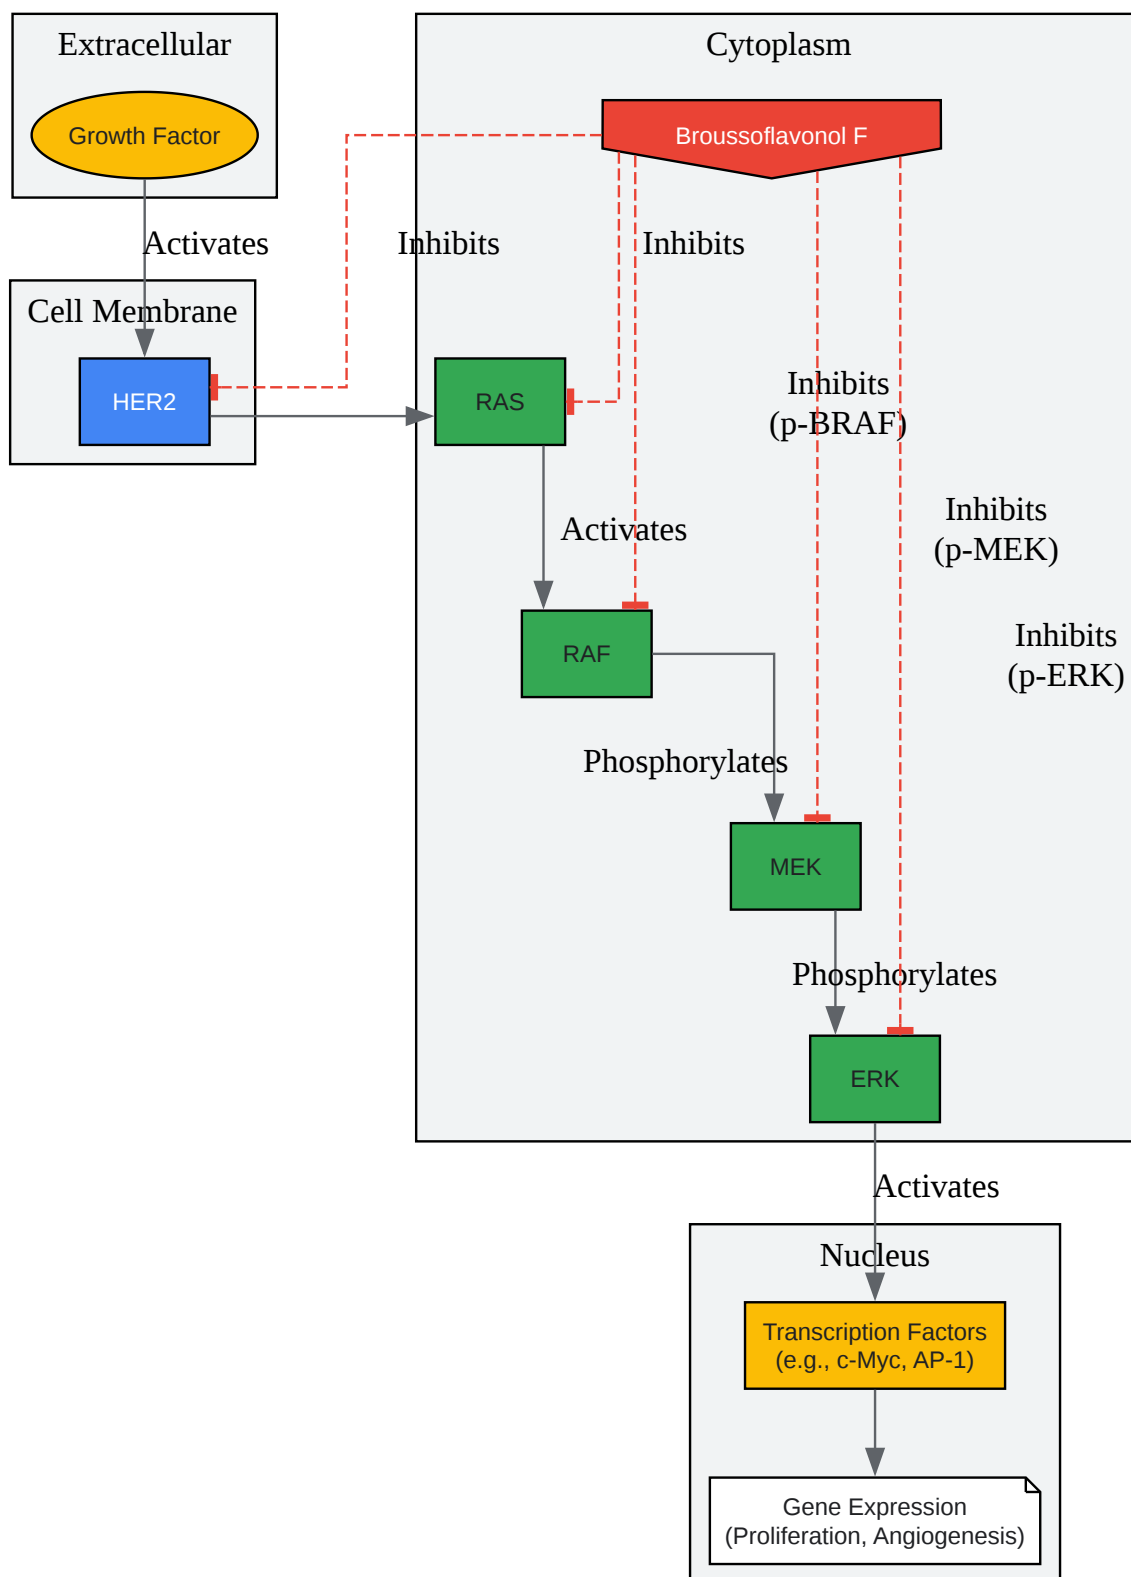 Extracellular
Cytoplasm
Growth Factor
Broussoflavonol F
Activates
Inhibits
Inhibits
Cell Membrane
HER2
RAS
Inhibits
(p-BRAF)
Activates
Inhibits
(p-MEK)
RAF
Inhibits
(p-ERK)
Phosphorylates
MEK
Phosphorylates
ERK
Activates
Nucleus
Transcription Factors
(e.g., c-Myc, AP-1)
Gene Expression
(Proliferation, Angiogenesis)